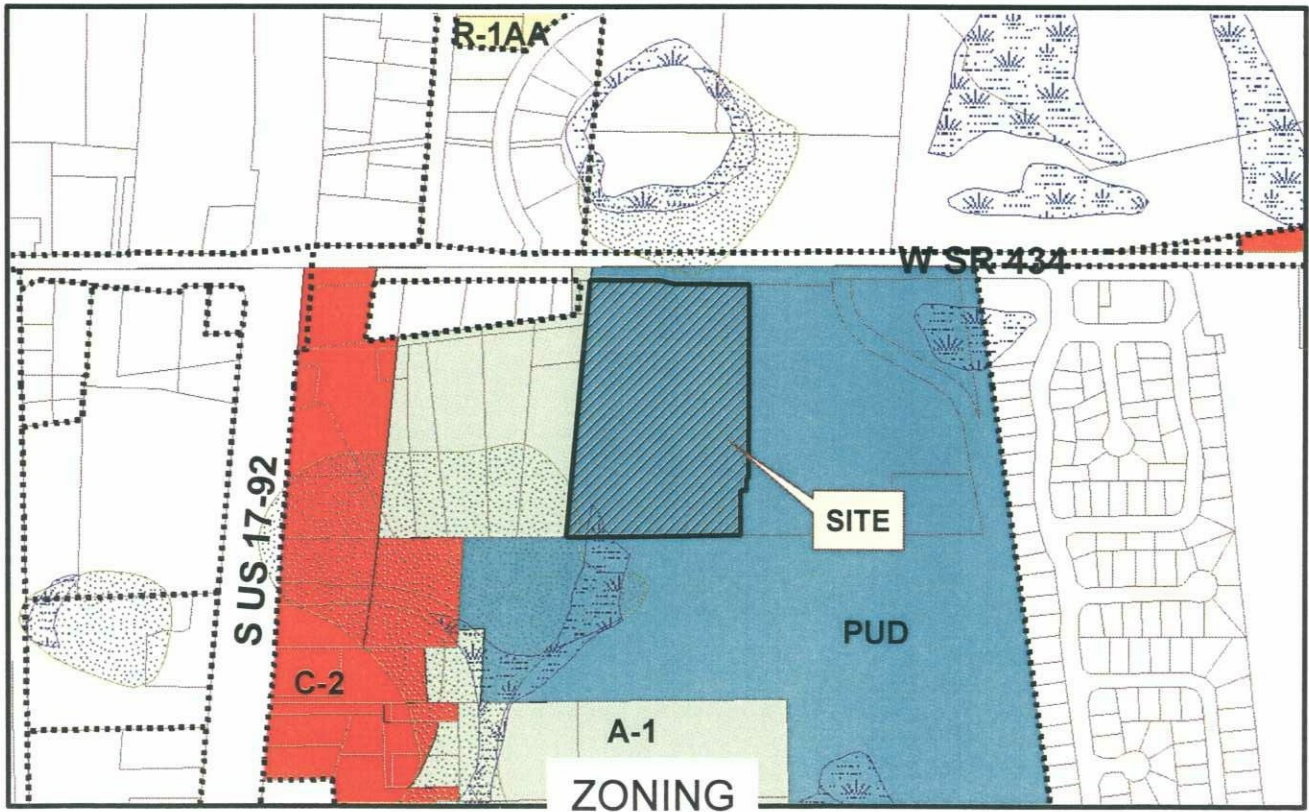 R-1AA
W SR 434
S US 17-92
SITE
PUD
C-2
A-1
ZONING